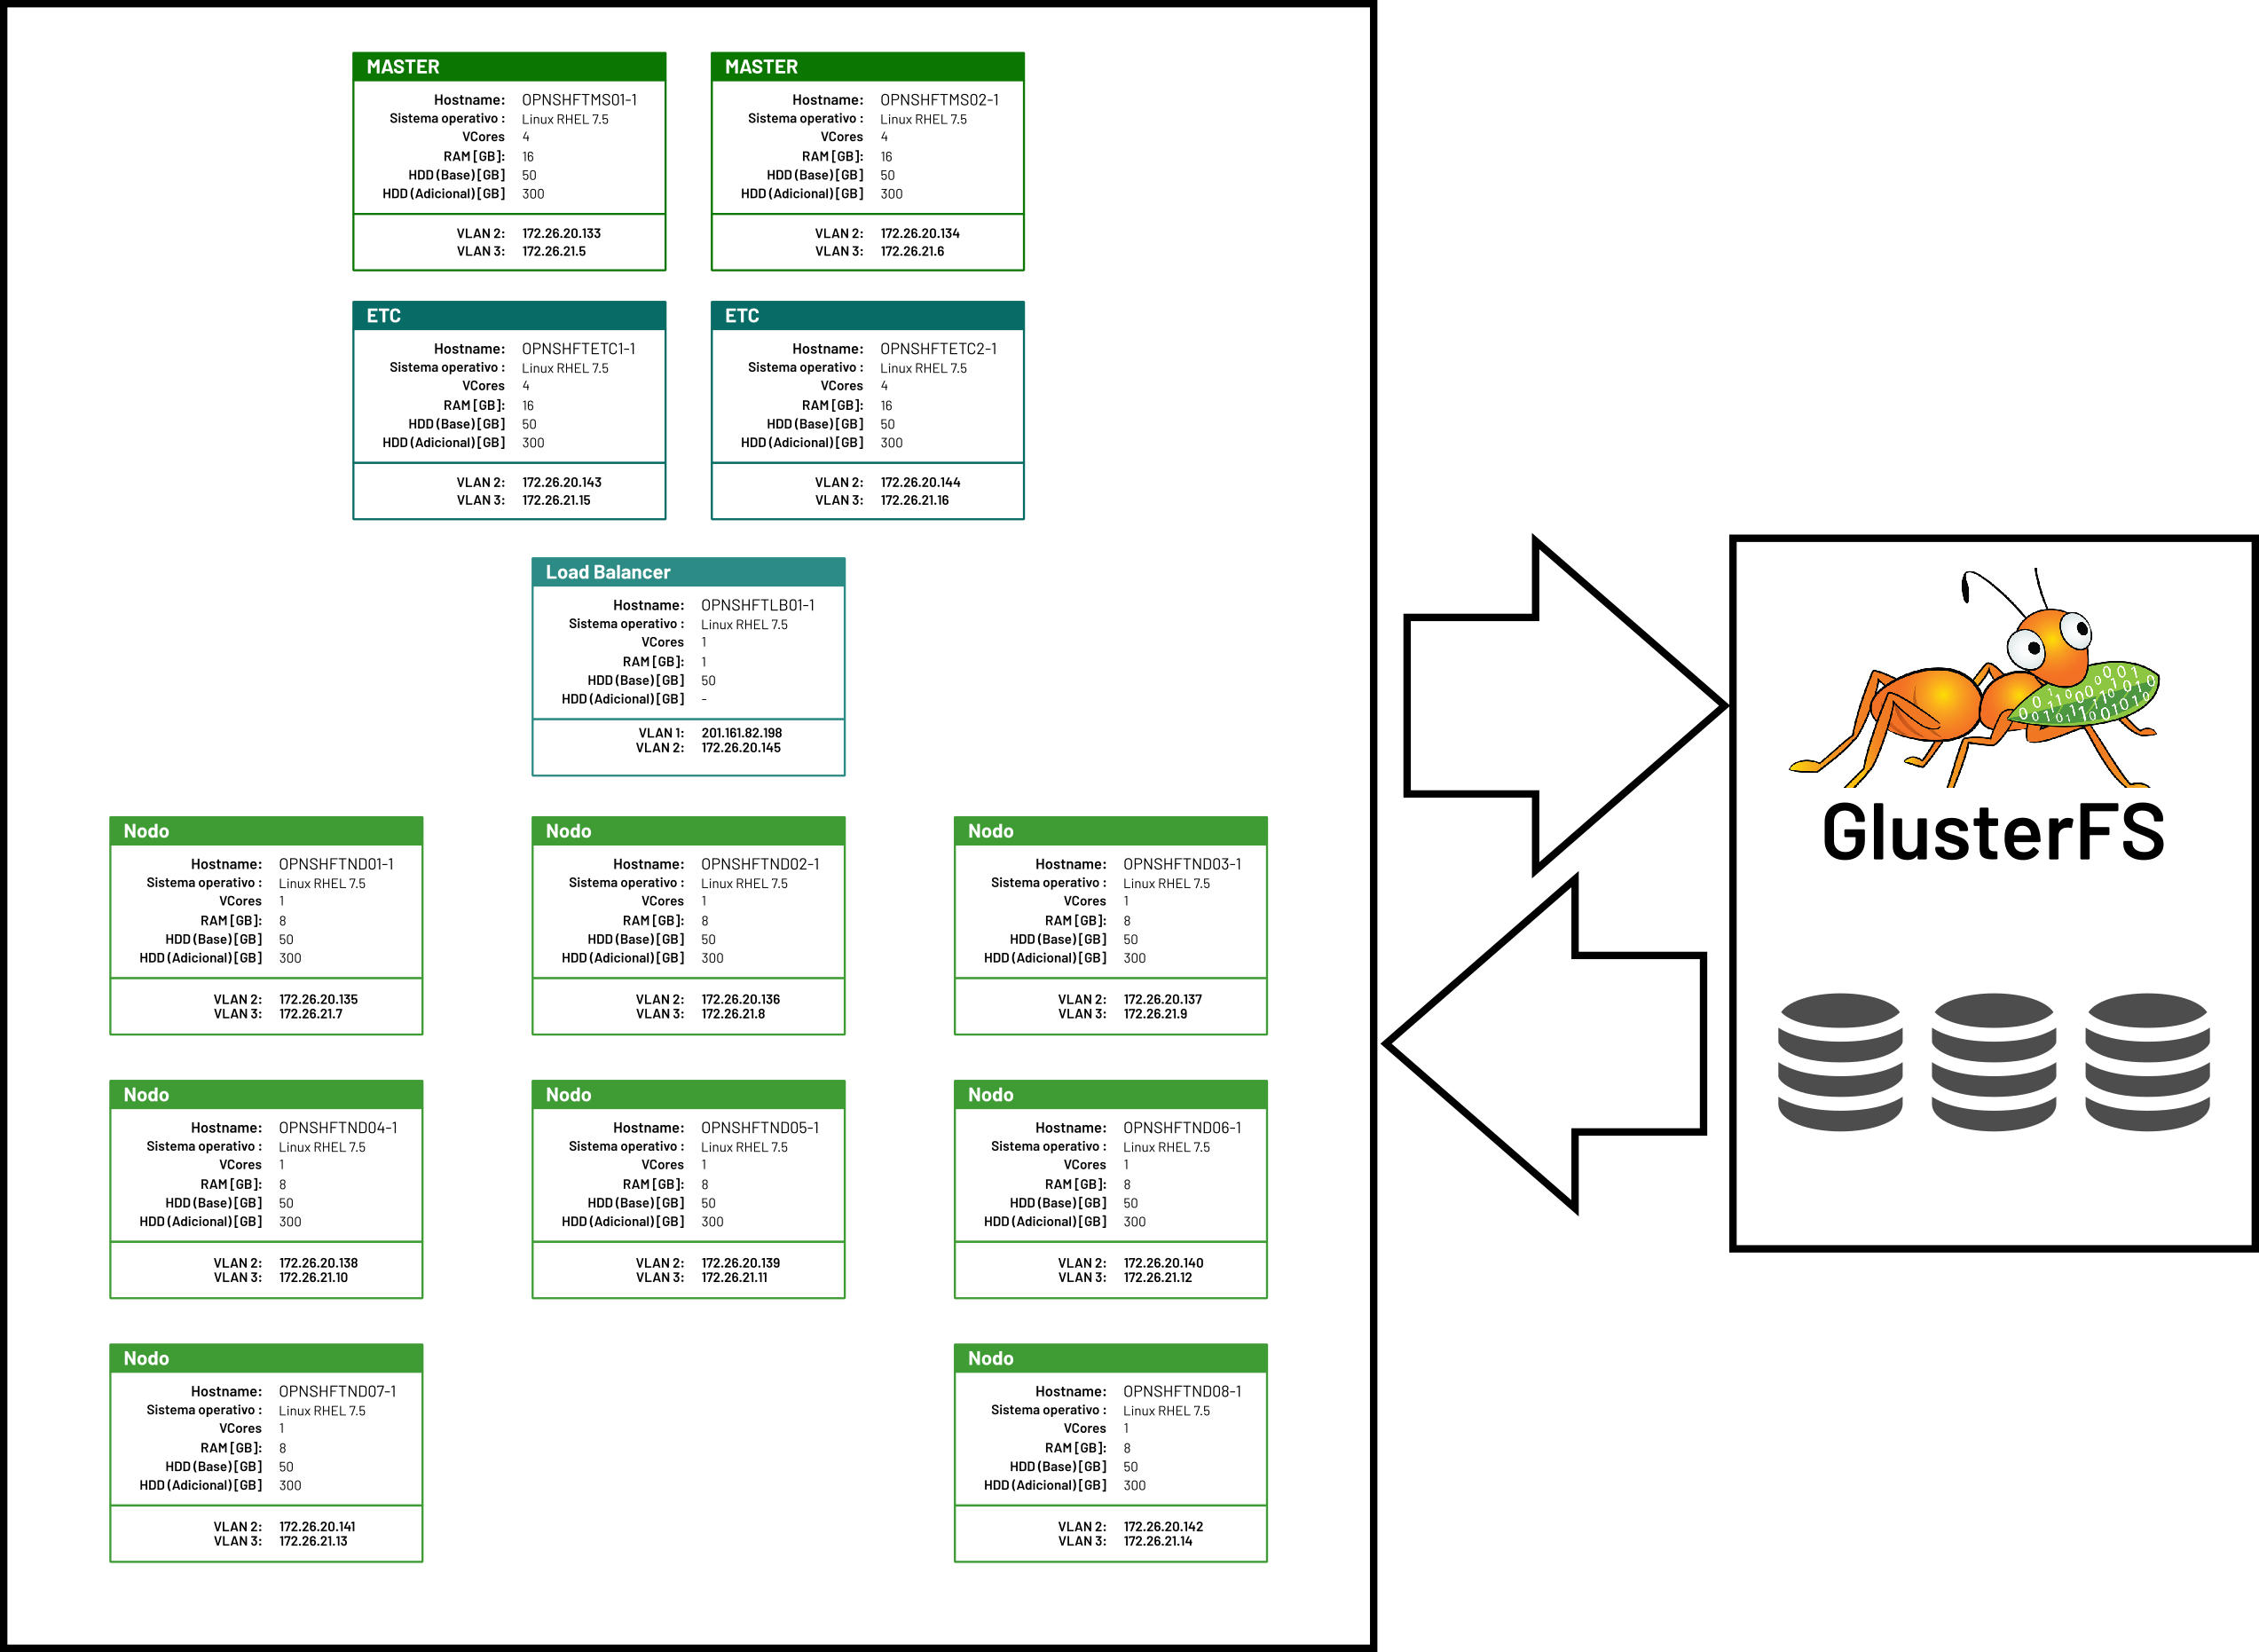 MASTER
Hostname: OPNSHFTMS01-1
Sistema operativo : Linux RHEL 7.5
VCores 4
RAM [GB]: 16
HDD (Base) [GB] 50
HDD (Adicional) [GB] 300
VLAN 2: 172.26.20.133
VLAN 3: 172.26.21.5
MASTER
Hostname: OPNSHFTMS02-1
Sistema operativo : Linux RHEL 7.5
VCores 4
RAM [GB]: 16
HDD (Base) [GB] 50
HDD (Adicional) [GB] 300
VLAN 2: 172.26.20.134
VLAN 3: 172.26.21.6
ETC
Hostname: OPNSHFTETC1-1
Sistema operativo : Linux RHEL 7.5
VCores 4
RAM [GB]: 16
HDD (Base) [GB] 50
HDD (Adicional) [GB] 300
VLAN 2: 172.26.20.143
VLAN 3: 172.26.21.15
ETC
Hostname: OPNSHFTETC2-1
Sistema operativo : Linux RHEL 7.5
VCores 4
RAM [GB]: 16
HDD (Base) [GB] 50
HDD (Adicional) [GB] 300
VLAN 2: 172.26.20.144
VLAN 3: 172.26.21.16
Load Balancer
Hostname: OPNSHFTLB01-1
Sistema operativo : Linux RHEL 7.5
VCores 1
RAM [GB]: 1
HDD (Base) [GB] 50
HDD (Adicional) [GB] -
VLAN 1: 201.161.82.198
VLAN 2: 172.26.20.145
Nodo
Hostname: OPNSHFTND01-1
Sistema operativo : Linux RHEL 7.5
VCores 1
RAM [GB]: 8
HDD (Base) [GB] 50
HDD (Adicional) [GB] 300
VLAN 2: 172.26.20.135
VLAN 3: 172.26.21.7
Nodo
Hostname: OPNSHFTND02-1
Sistema operativo : Linux RHEL 7.5
VCores 1
RAM [GB]: 8
HDD (Base) [GB] 50
HDD (Adicional) [GB] 300
VLAN 2: 172.26.20.136
VLAN 3: 172.26.21.8
Nodo
Hostname: OPNSHFTND03-1
Sistema operativo : Linux RHEL 7.5
VCores 1
RAM [GB]: 8
HDD (Base) [GB] 50
HDD (Adicional) [GB] 300
VLAN 2: 172.26.20.137
VLAN 3: 172.26.21.9
Nodo
Hostname: OPNSHFTND04-1
Sistema operativo : Linux RHEL 7.5
VCores 1
RAM [GB]: 8
HDD (Base) [GB] 50
HDD (Adicional) [GB] 300
VLAN 2: 172.26.20.138
VLAN 3: 172.26.21.10
Nodo
Hostname: OPNSHFTND05-1
Sistema operativo : Linux RHEL 7.5
VCores 1
RAM [GB]: 8
HDD (Base) [GB] 50
HDD (Adicional) [GB] 300
VLAN 2: 172.26.20.139
VLAN 3: 172.26.21.11
Nodo
Hostname: OPNSHFTND06-1
Sistema operativo : Linux RHEL 7.5
VCores 1
RAM [GB]: 8
HDD (Base) [GB] 50
HDD (Adicional) [GB] 300
VLAN 2: 172.26.20.140
VLAN 3: 172.26.21.12
Nodo
Hostname: OPNSHFTND07-1
Sistema operativo : Linux RHEL 7.5
VCores 1
RAM [GB]: 8
HDD (Base) [GB] 50
HDD (Adicional) [GB] 300
VLAN 2: 172.26.20.141
VLAN 3: 172.26.21.13
Nodo
Hostname: OPNSHFTND08-1
Sistema operativo : Linux RHEL 7.5
VCores 1
RAM [GB]: 8
HDD (Base) [GB] 50
HDD (Adicional) [GB] 300
VLAN 2: 172.26.20.142
VLAN 3: 172.26.21.14
GlusterFS